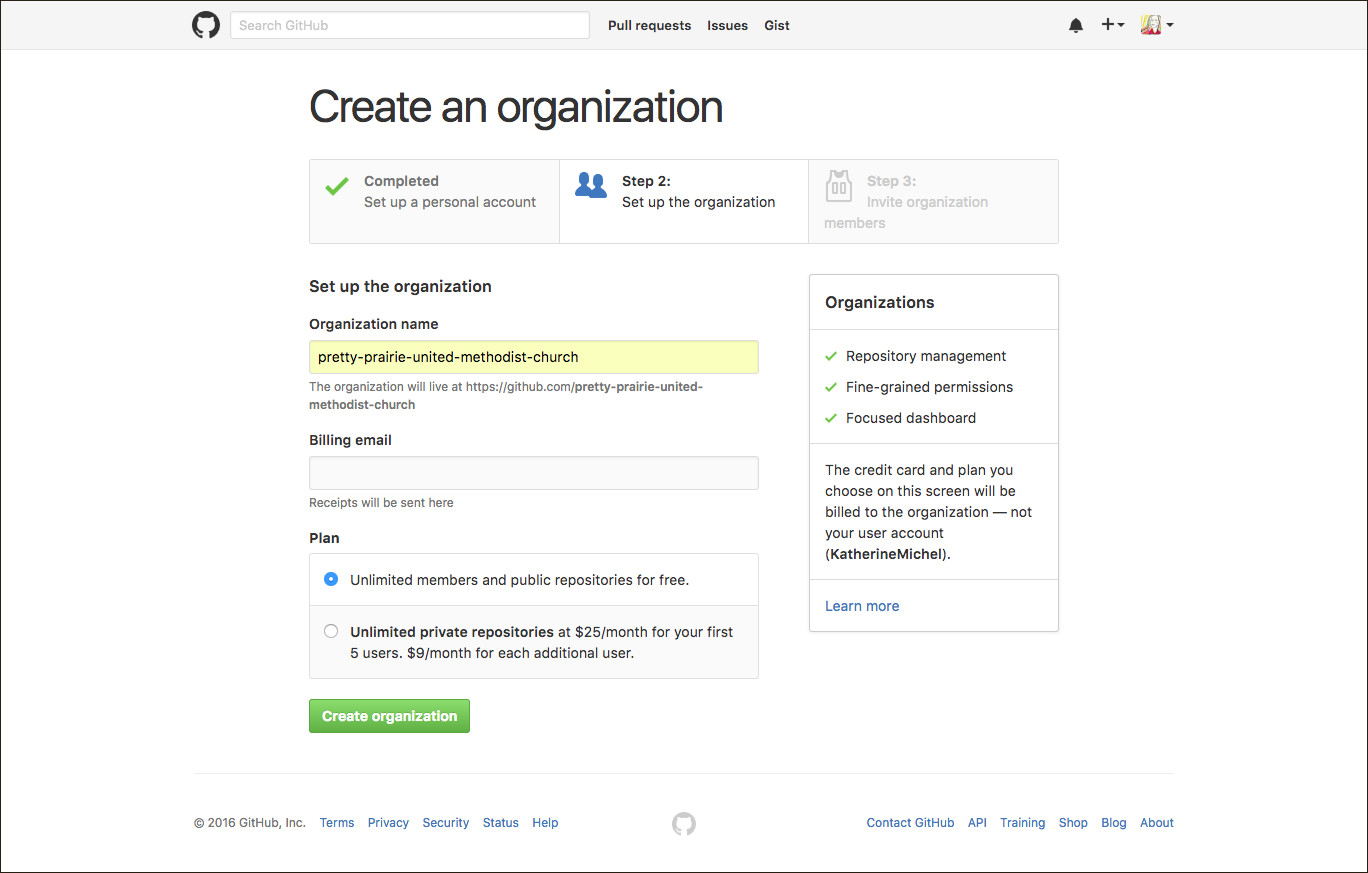 Search GitHub
Pull requests
Issues
Gist
Create an organization
Completed
Set up a personal account
Step 2:
Set up the organization
Step 3:
Invite organization
members
Set up the organization
Organization name
pretty-prairie-united-methodist-church
The organization will live at https://github.com/pretty-prairie-united-
methodist-church
Billing email
Receipts will be sent here
Plan
Unlimited members and public repositories for free.
Unlimited private repositories at $25/month for your first
5 users. $9/month for each additional user.
Create organization
Organizations
Repository management
Fine-grained permissions
Focused dashboard
The credit card and plan you
choose on this screen will be
billed to the organization — not
your user account
(KatherineMichel).
Learn more
© 2016 GitHub, Inc.
Terms
Privacy
Security
Status
Help
Contact GitHub
API
Training
Shop
Blog
About